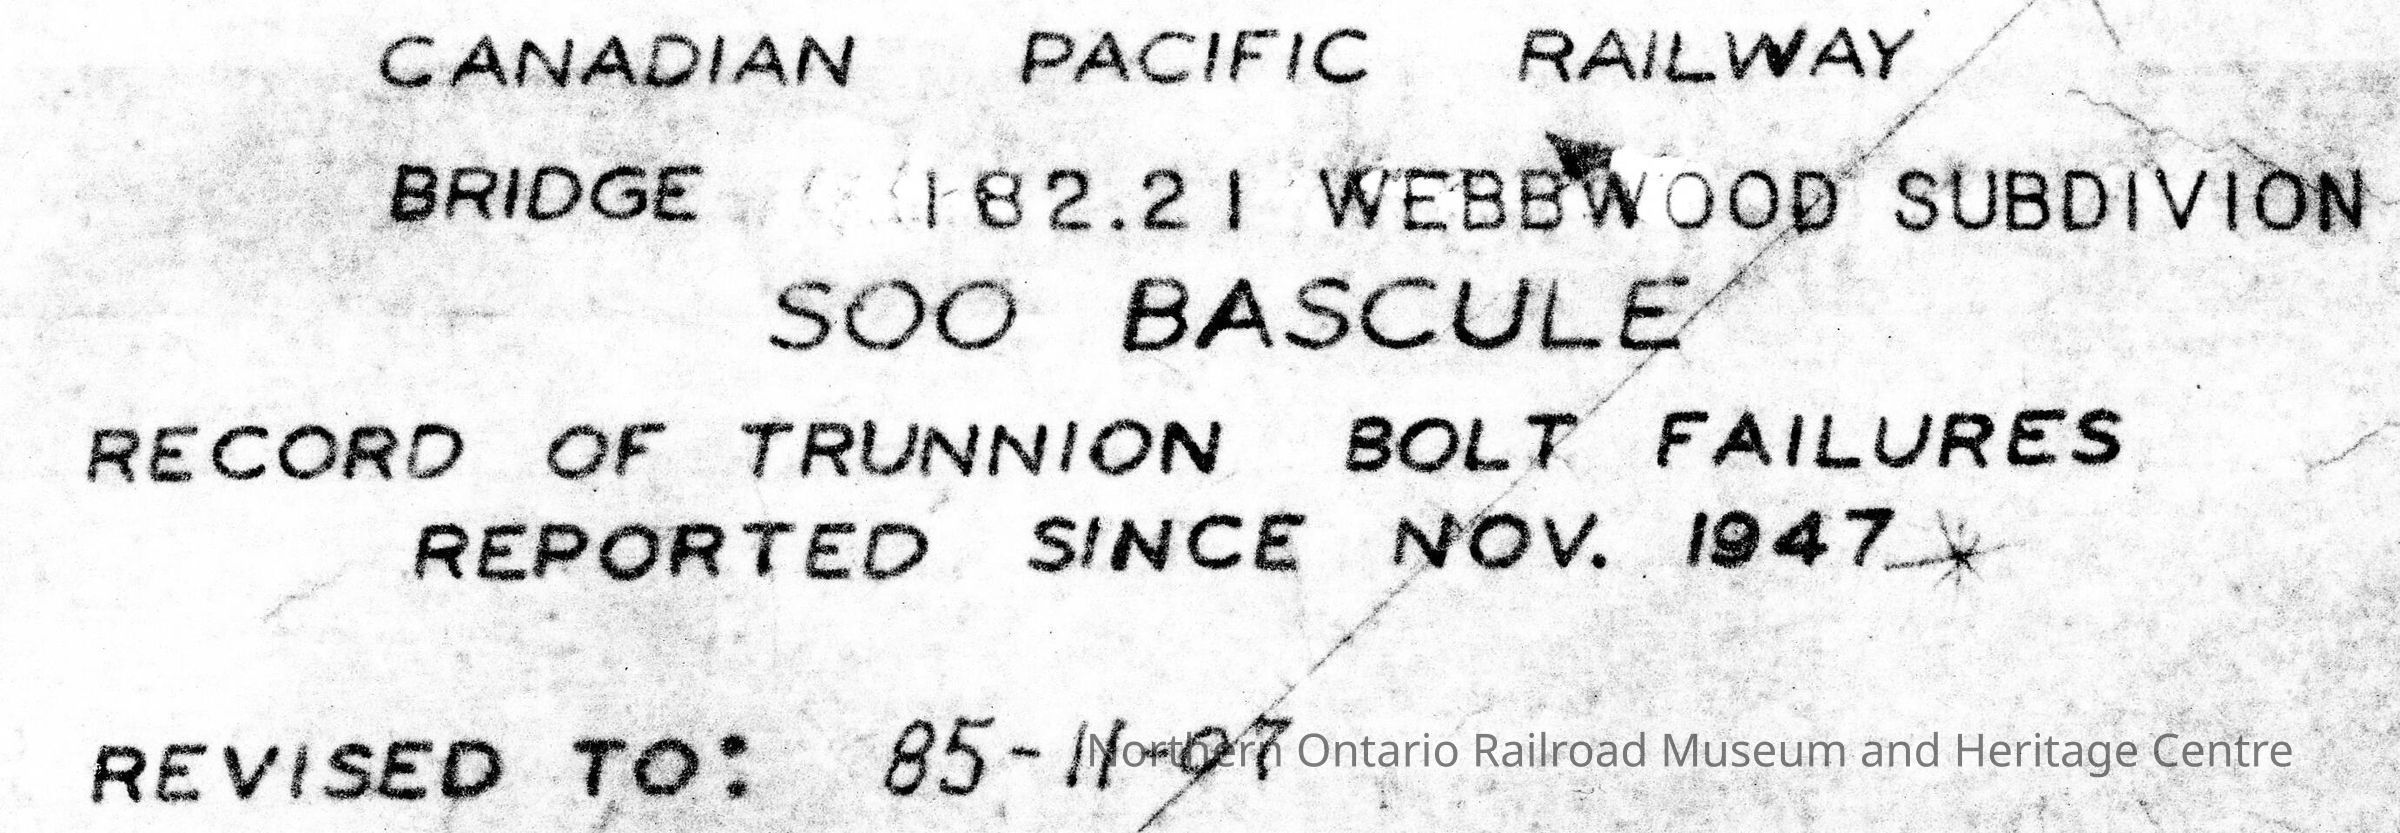 CANADIAN PACIFIC RAILWAY
BRIDGE 182.21 WEBBWOOD SUBDIVION
SOO BASCULE
RECORD OF TRUNNION BOLT FAILURES
REPORTED SINCE NOV. 1947*
REVISED TO: 85-11-07
Northern Ontario Railroad Museum and Heritage Centre